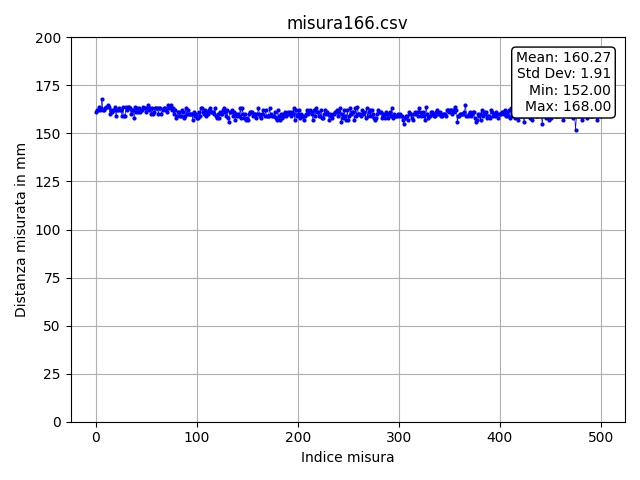 misura166.csv
200
175
150
125
100
75
50
25
0
Distanza misurata in mm
Mean: 160.27
Std Dev: 1.91
Min: 152.00
Max: 168.00
0 100 200 300 400 500
Indice misura